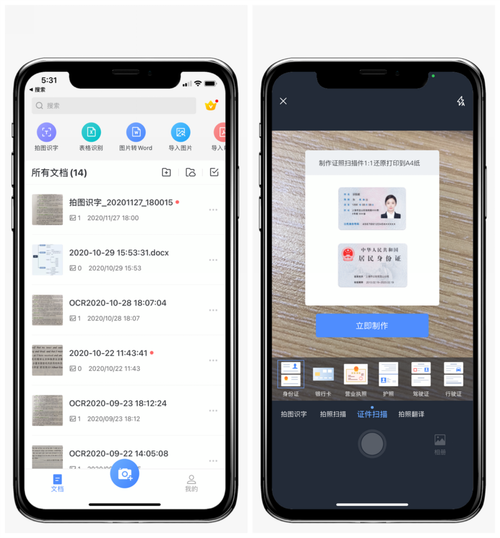 5:31
搜索
搜索
拍图识字
表格识别
图片转Word
导入图片
所有文档(14)
拍图识字_20201127_180015
1 2020/11/27 18:00
2020-10-29 15:53:31.docx
0 2020/10/29 15:53
OCR2020-10-28 18:07:04
1 2020/10/28 18:07
2020-10-22 11:43:41
0 2020/10/22 11:43
OCR2020-09-23 18:12:24
1 2020/09/23 18:12
OCR2020-09-22 14:05:08
文档
我的
制作证照扫描件1:1还原打印到A4纸
中华人民共和国
居民身份证
立即制作
身份证
银行卡
营业执照
护照
驾驶证
行驶证
拍图识字
拍照扫描
证件扫描
拍照翻译
相册